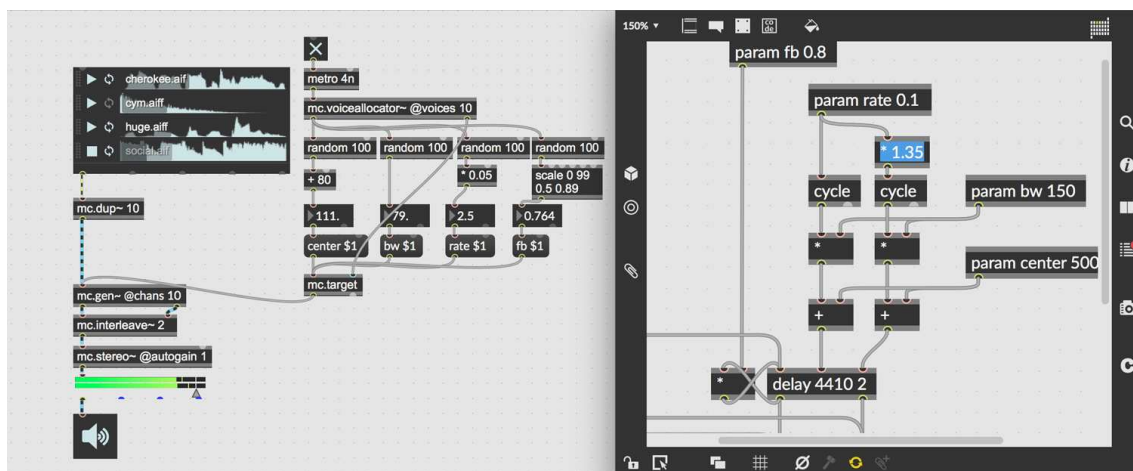 cherokee.aif
cym.aiff
huge.aiff
social.aif
mc.dup~ 10
mc.gen~ @chans 10
mc.interleave~ 2
mc.stereo~ @autogain 1
metro 4n
mc.voiceallocator~ @voices 10
random 100
random 100
random 100
random 100
+ 80
* 0.05
scale 0 99
0.5 0.89
111.
79.
2.5
0.764
center $1
bw $1
rate $1
fb $1
mc.target
150%
co
de
param fb 0.8
param rate 0.1
* 1.35
cycle
cycle
param bw 150
*
*
param center 500
+
+
*
delay 4410 2